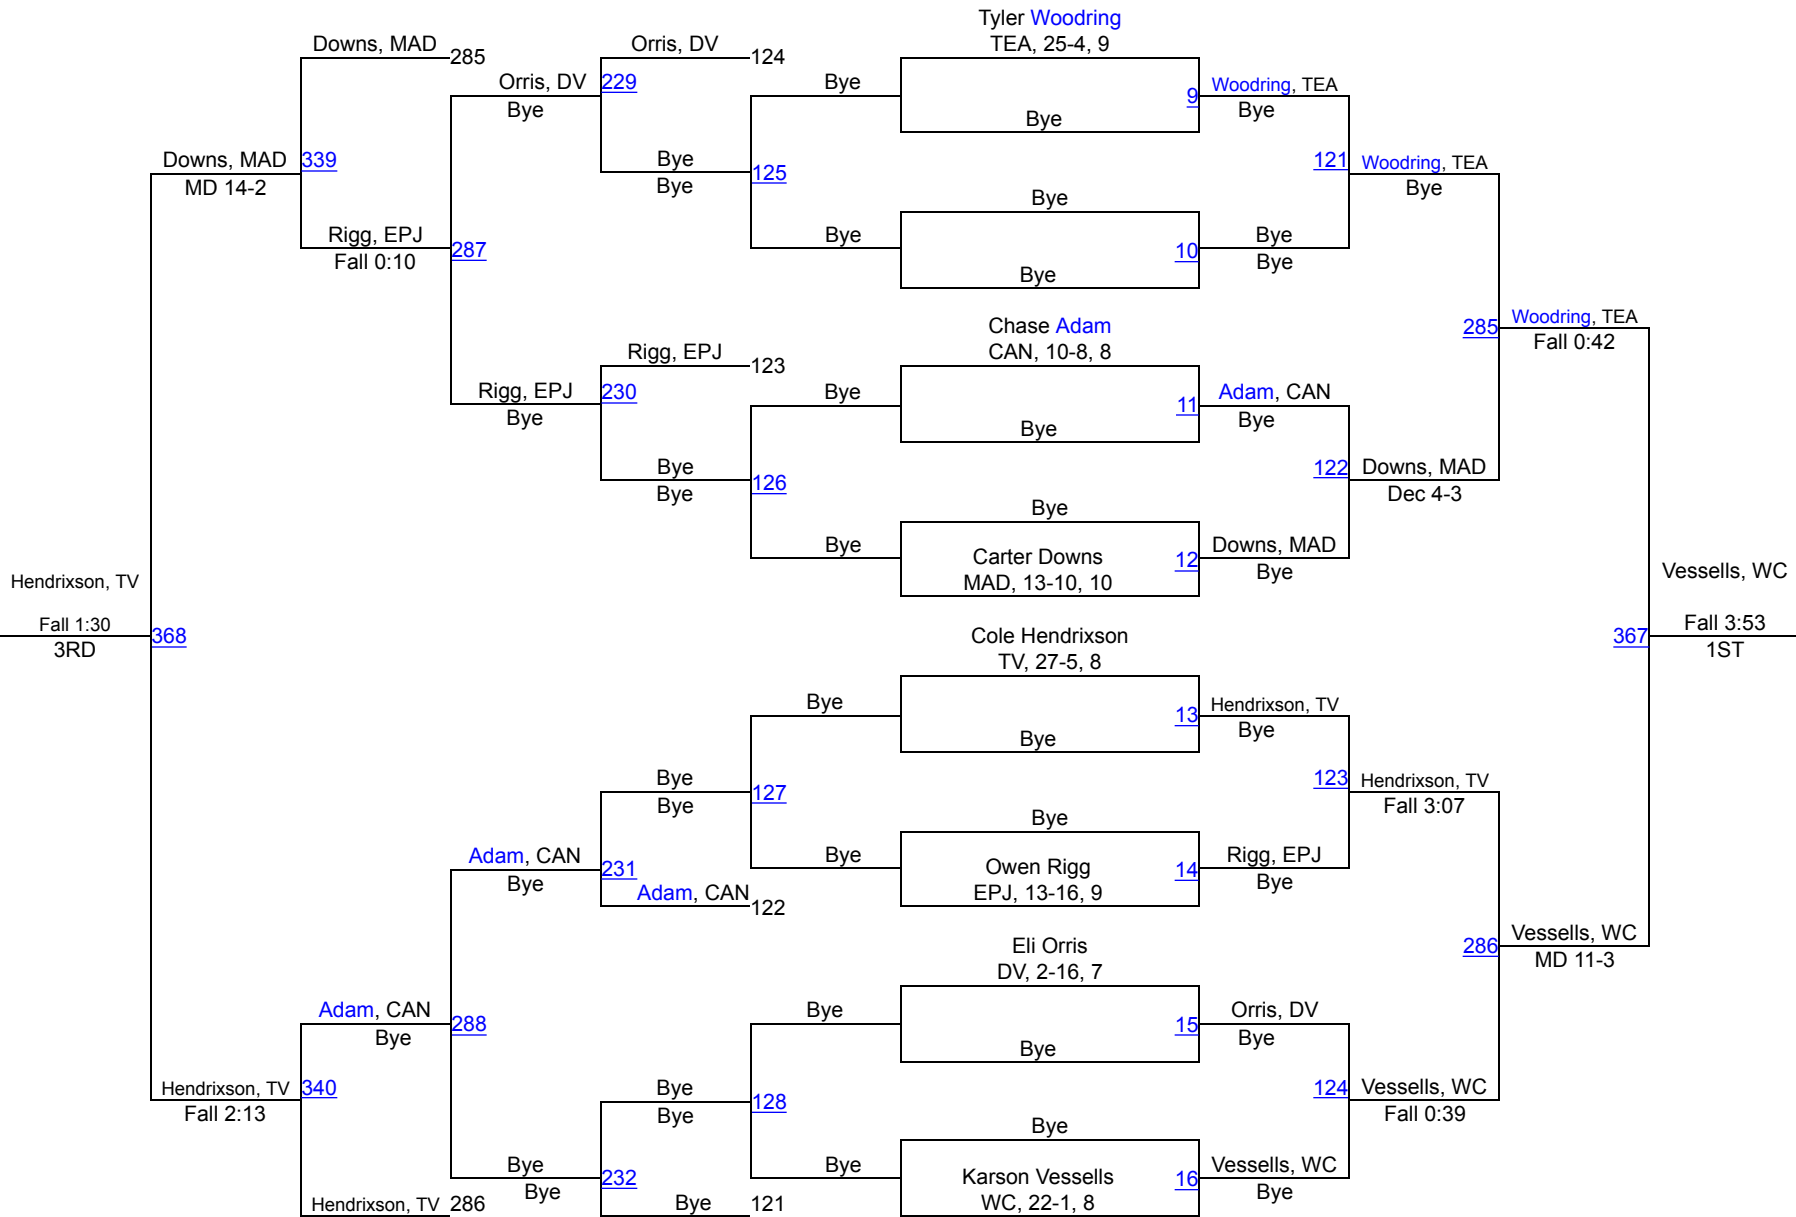 Tyler Woodring
TEA, 25-4, 9
Downs, MAD
285
Orris, DV
124
Orris, DV
229
Bye
Bye
9
Woodring, TEA
Bye
Bye
Downs, MAD
339
MD 14-2
Bye
125
Bye
121
Woodring, TEA
Bye
Bye
Rigg, EPJ
287
Fall 0:10
Bye
10
Bye
Bye
Bye
Chase Adam
CAN, 10-8, 8
285
Woodring, TEA
Fall 0:42
Rigg, EPJ
123
Rigg, EPJ
230
Bye
Bye
11
Adam, CAN
Bye
Bye
Bye
126
Bye
122
Downs, MAD
Dec 4-3
Bye
Bye
Carter Downs
MAD, 13-10, 10
12
Downs, MAD
Bye
Hendrixson, TV
Fall 1:30
3RD
368
Vessells, WC
367
Fall 3:53
1ST
Cole Hendrixson
TV, 27-5, 8
Bye
13
Hendrixson, TV
Bye
Bye
Bye
127
Bye
123
Hendrixson, TV
Fall 3:07
Bye
Adam, CAN
231
Bye
Bye
Owen Rigg
EPJ, 13-16, 9
14
Rigg, EPJ
Bye
Adam, CAN
122
Eli Orris
DV, 2-16, 7
286
Vessells, WC
MD 11-3
Adam, CAN
288
Bye
Bye
15
Orris, DV
Bye
Bye
Hendrixson, TV
340
Fall 2:13
Bye
128
Bye
124
Vessells, WC
Fall 0:39
Bye
Bye
232
Bye
Bye
Karson Vessells
WC, 22-1, 8
16
Vessells, WC
Bye
Hendrixson, TV
286
Bye
121